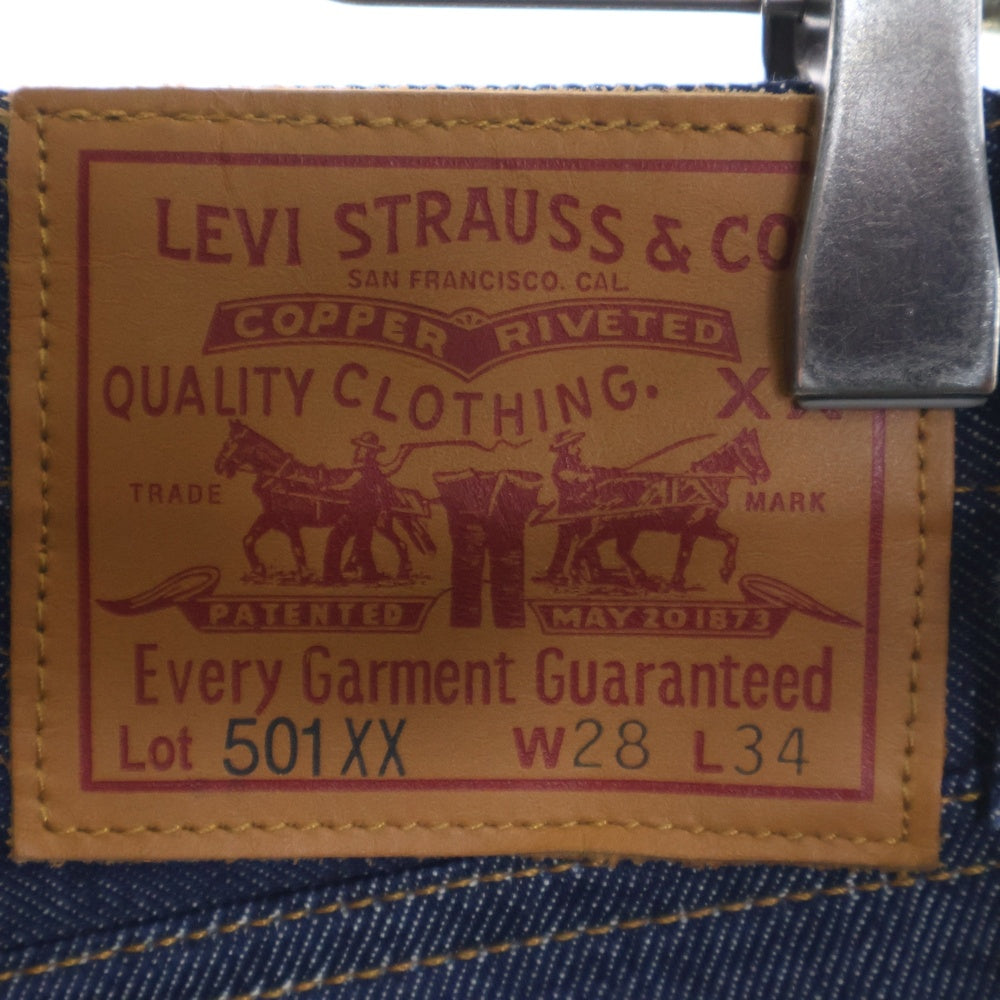 LEVI STRAUSS & CO
SAN FRANCISCO. CAL.
COPPER RIVETED
QUALITY CLOTHING. XX
TRADE MARK
PATENTED MAY 20 1873
Every Garment Guaranteed
Lot 501XX W28 L34